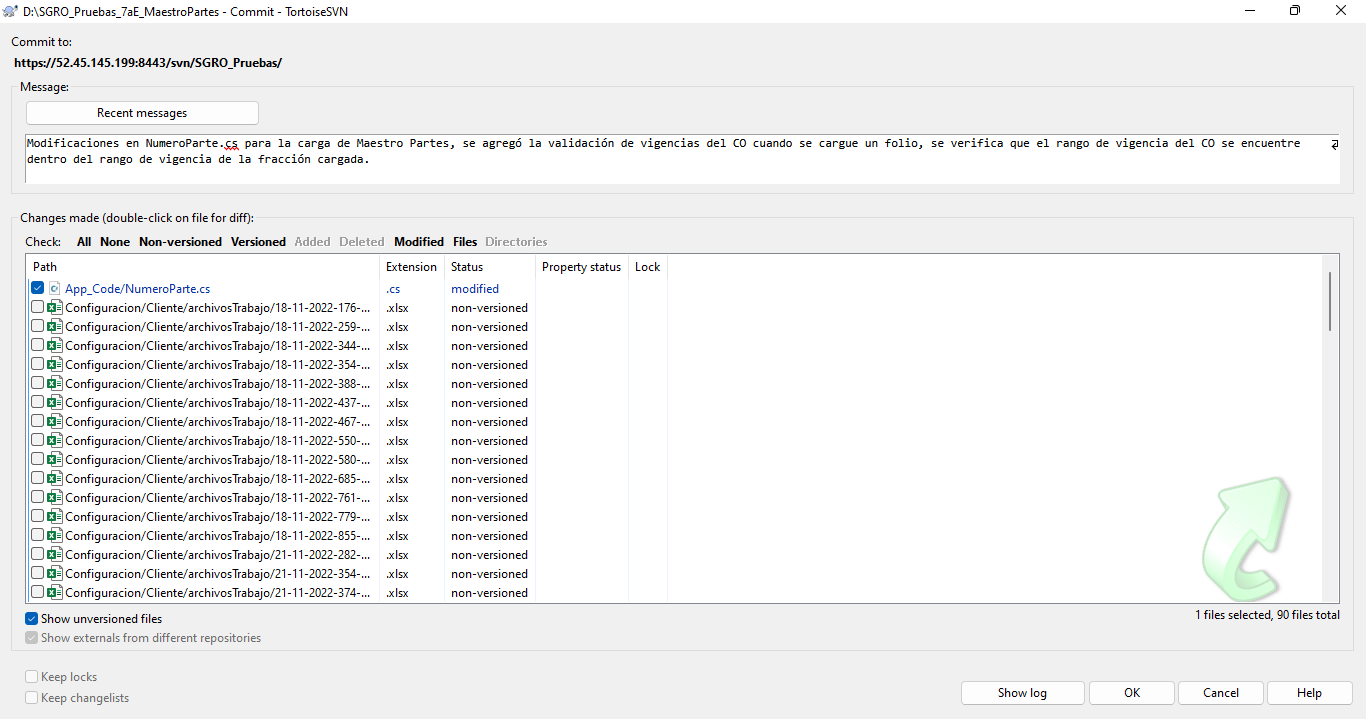 D:\SGRO_Pruebas_7aE_MaestroPartes - Commit - TortoiseSVN
Commit to:
https://52.45.145.199:8443/svn/SGRO_Pruebas/
Message:
Recent messages
Modificaciones en NumeroParte.cs para la carga de Maestro Partes, se agregó la validación de vigencias del CO cuando se cargue un folio, se verifica que el rango de vigencia del CO se encuentre
dentro del rango de vigencia de la fracción cargada.
Changes made (double-click on file for diff):
Check: All None Non-versioned Versioned Added Deleted Modified Files Directories
Path Extension Status Property status Lock
App_Code/NumeroParte.cs .cs modified
Configuracion/Cliente/archivosTrabajo/18-11-2022-176-... .xlsx non-versioned
Configuracion/Cliente/archivosTrabajo/18-11-2022-259-... .xlsx non-versioned
Configuracion/Cliente/archivosTrabajo/18-11-2022-344-... .xlsx non-versioned
Configuracion/Cliente/archivosTrabajo/18-11-2022-354-... .xlsx non-versioned
Configuracion/Cliente/archivosTrabajo/18-11-2022-388-... .xlsx non-versioned
Configuracion/Cliente/archivosTrabajo/18-11-2022-437-... .xlsx non-versioned
Configuracion/Cliente/archivosTrabajo/18-11-2022-467-... .xlsx non-versioned
Configuracion/Cliente/archivosTrabajo/18-11-2022-550-... .xlsx non-versioned
Configuracion/Cliente/archivosTrabajo/18-11-2022-580-... .xlsx non-versioned
Configuracion/Cliente/archivosTrabajo/18-11-2022-685-... .xlsx non-versioned
Configuracion/Cliente/archivosTrabajo/18-11-2022-761-... .xlsx non-versioned
Configuracion/Cliente/archivosTrabajo/18-11-2022-779-... .xlsx non-versioned
Configuracion/Cliente/archivosTrabajo/18-11-2022-855-... .xlsx non-versioned
Configuracion/Cliente/archivosTrabajo/21-11-2022-282-... .xlsx non-versioned
Configuracion/Cliente/archivosTrabajo/21-11-2022-354-... .xlsx non-versioned
Configuracion/Cliente/archivosTrabajo/21-11-2022-374-... .xlsx non-versioned
Show unversioned files
1 files selected, 90 files total
Show externals from different repositories
Keep locks
Keep changelists
Show log OK Cancel Help